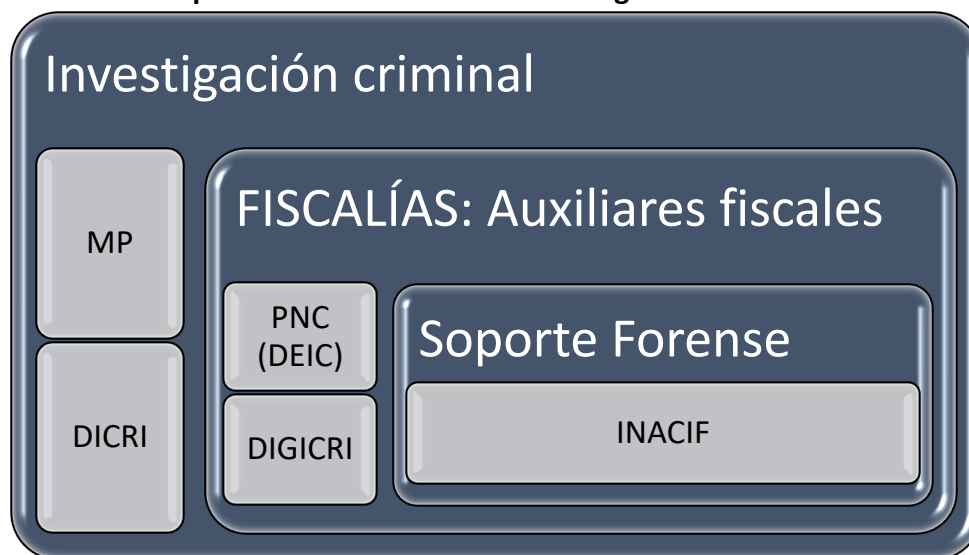 Investigación criminal
MP
DICRI
FISCALÍAS: Auxiliares fiscales
PNC
(DEIC)
DIGICRI
Soporte Forense
INACIF